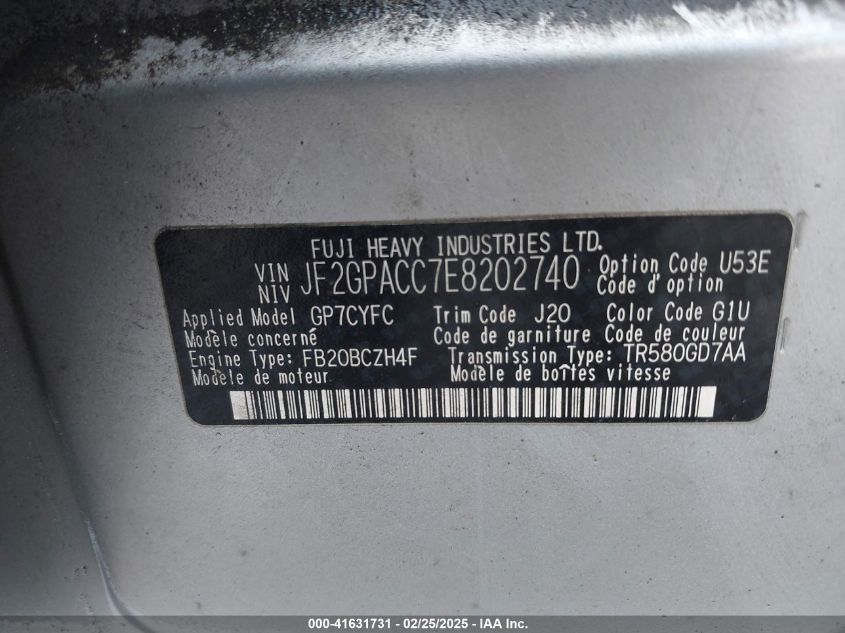 FUJI HEAVY INDUSTRIES LTD.
VIN JF2GPACC7E8202740 Option Code U53E
NIV Code d'option
Applied Model GP7CYFC Trim Code J20 Color Code G1U
Modèle concerné Code de garniture Code de couleur
Engine Type: FB20BCZH4F Transmission Type: TR580GD7AA
Modèle de moteur Modèle de boîtes vitesse
000-41631731 - 02/25/2025 - IAA Inc.